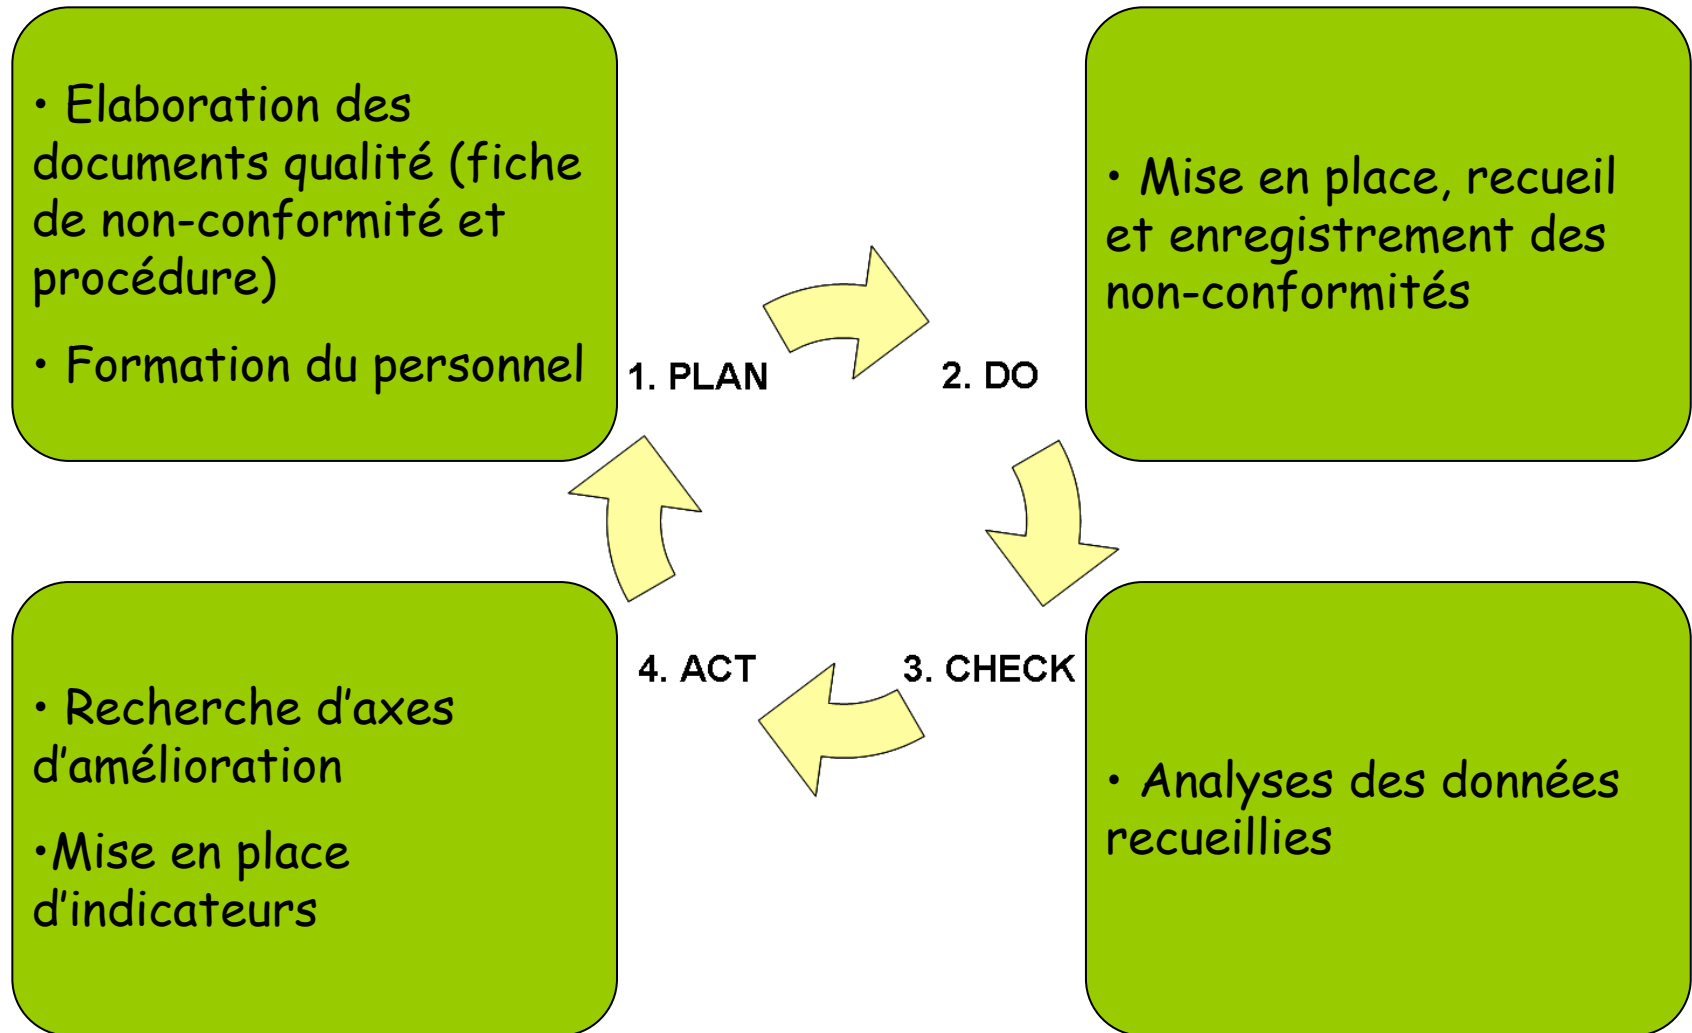 • Elaboration des
documents qualité (fiche
de non-conformité et
procédure)
• Formation du personnel
1. PLAN
2. DO
• Mise en place, recueil
et enregistrement des
non-conformités
3. CHECK
• Analyses des données
recueillies
4. ACT
• Recherche d'axes
d'amélioration
•Mise en place
d'indicateurs